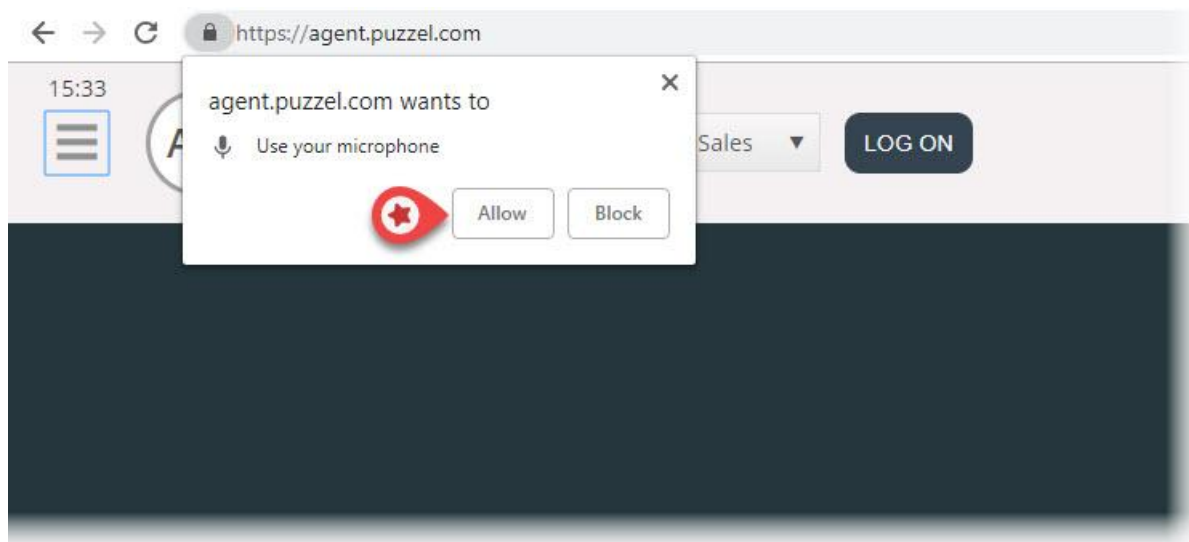 https://agent.puzzel.com
15:33
agent.puzzel.com wants to
Use your microphone
A
Sales
LOG ON
Allow
Block